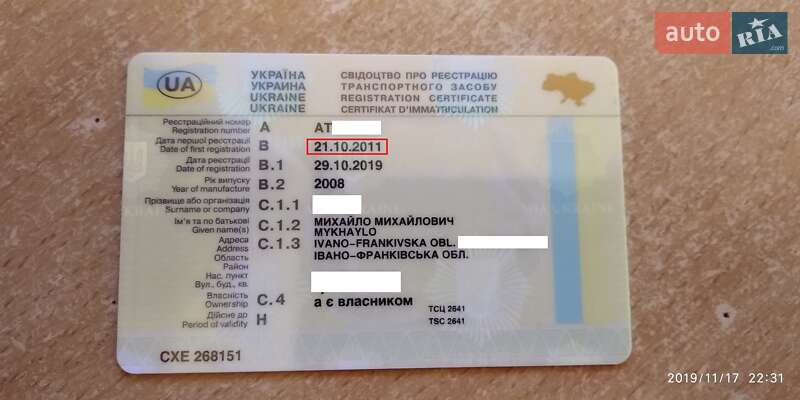 auto RIA.com
UA
УКРАЇНА СВІДОЦТВО ПРО РЕЄСТРАЦІЮ
УКРАИНА ТРАНСПОРТНОГО ЗАСОБУ
UKRAINE REGISTRATION CERTIFICATE
UKRAINE CERTIFIKAT D'IMMATRICULATION
Реєстраційний номер
Registration number A AT
Дата першої реєстрації
Date of first registration B 21.10.2011
Дата реєстрації
Date of registration B.1 29.10.2019
Рік випуску
Year of manufacture B.2 2008
Прізвище або організація
Surname or company C.1.1
Ім'я та по батькові
Given name(s) C.1.2 МИХАЙЛО МИХАЙЛОВИЧ
MYKHAYLO
Адреса
Address C.1.3 IVANO-FRANKIVSKA OBL.
Область ІВАНО-ФРАНКІВСЬКА ОБЛ.
Район
Нас. пункт
Вул., буд., кв.
Власність
Ownership C.4 а є власником
Дійсне до ТСЦ 2641
Period of validity H TSC 2641
CXE 268151
2019/11/17 22:31